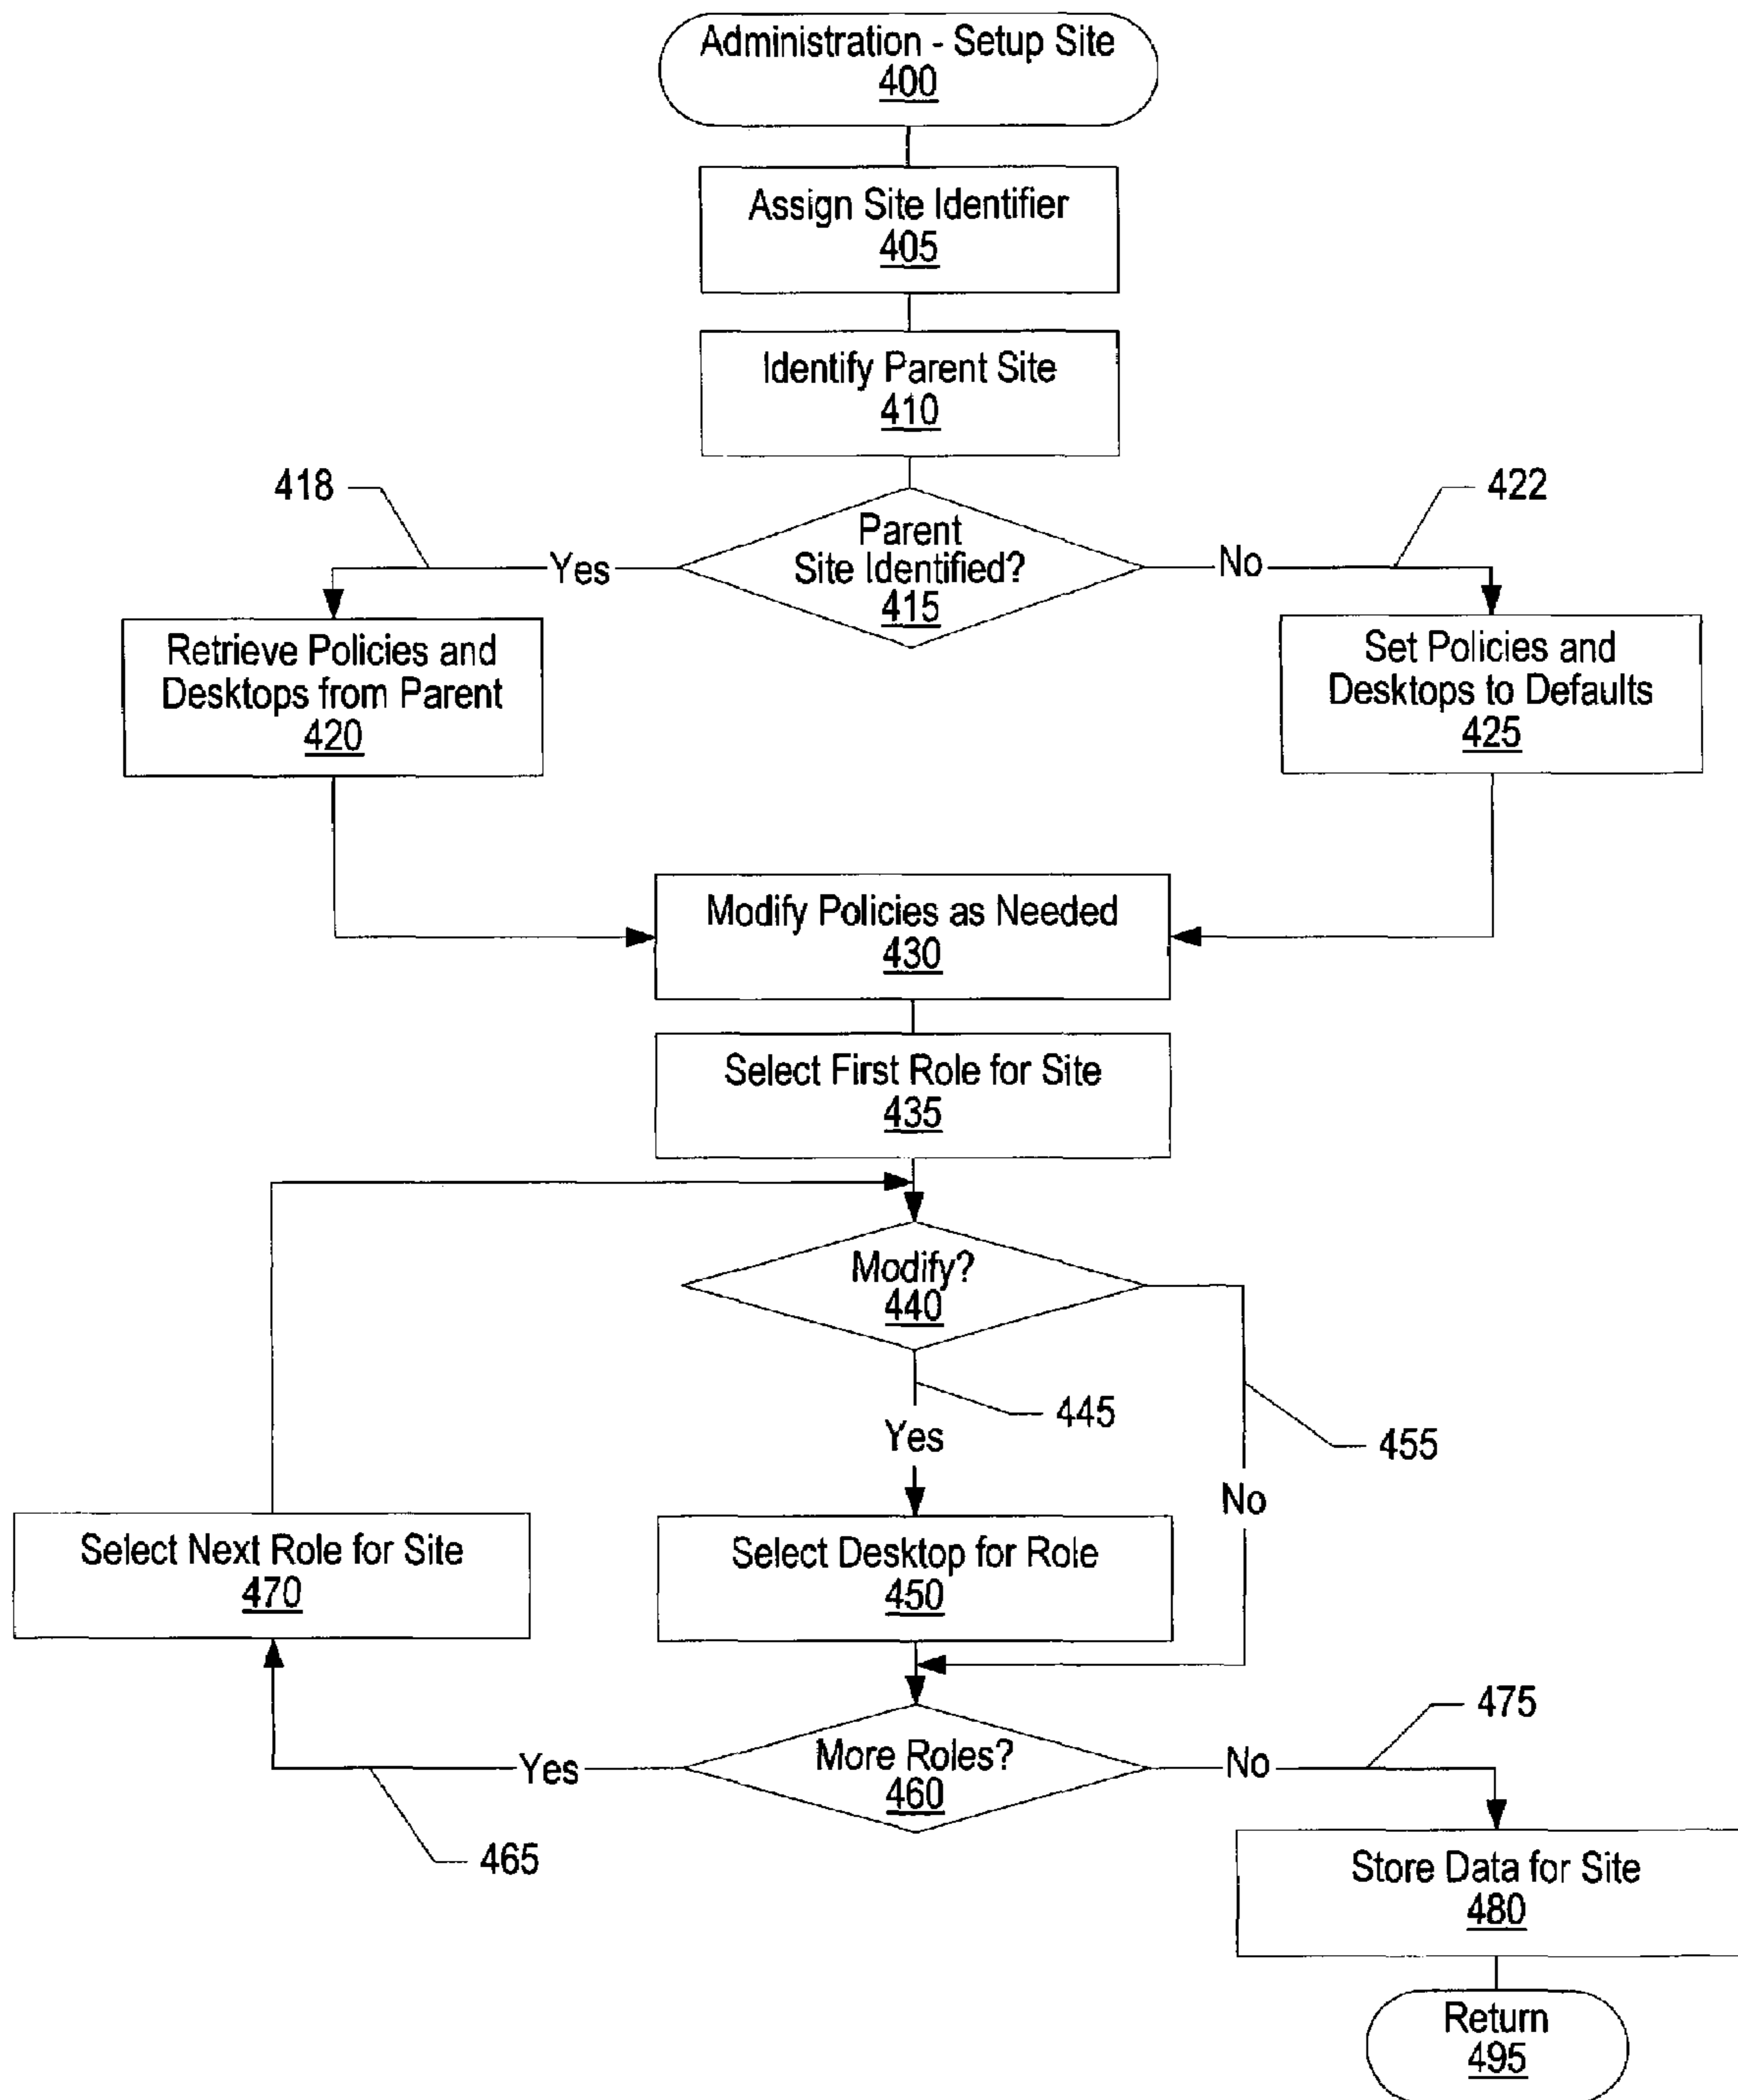 Administration - Setup Site
400
Assign Site Identifier
405
Identify Parent Site
410
418
422
Parent
Site Identified?
415
Yes
No
Retrieve Policies and
Desktops from Parent
420
Set Policies and
Desktops to Defaults
425
Modify Policies as Needed
430
Select First Role for Site
435
Modify?
440
445
Yes
455
No
Select Next Role for Site
470
Select Desktop for Role
450
475
More Roles?
460
Yes
No
465
Store Data for Site
480
Return
495